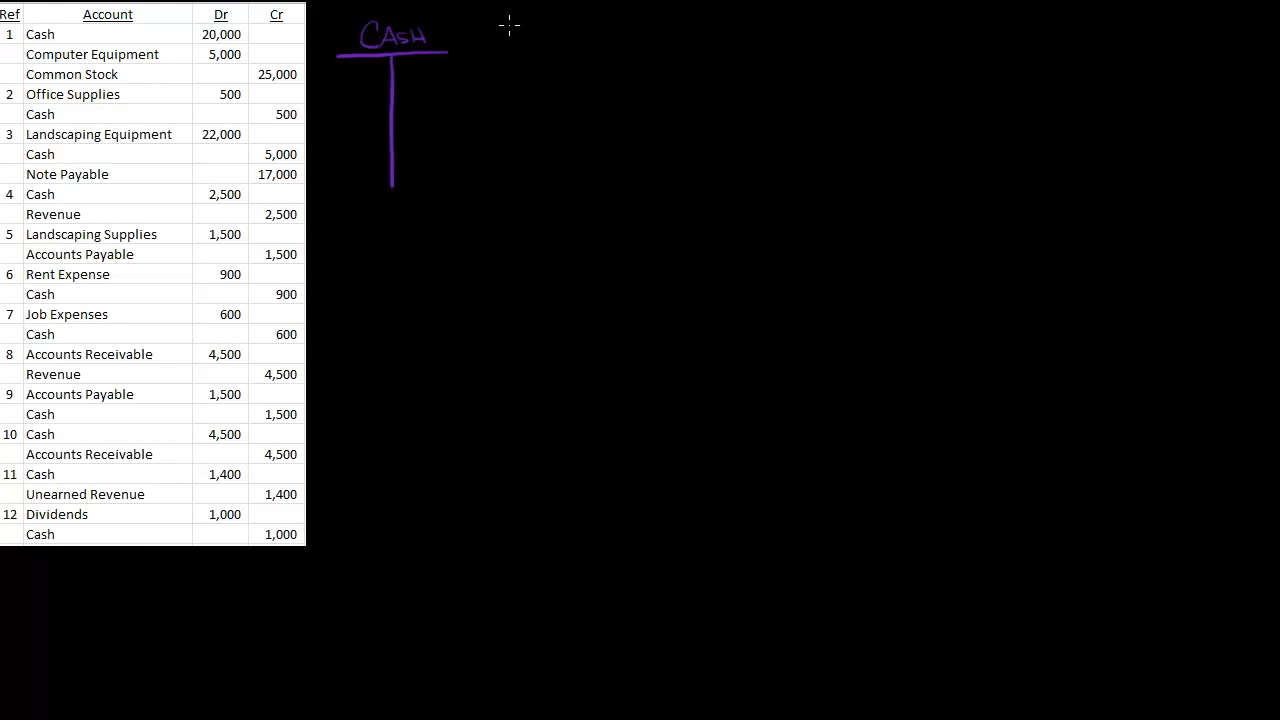 Ref Account Dr Cr
1 Cash 20,000
Computer Equipment 5,000
Common Stock 25,000
2 Office Supplies 500
Cash 500
3 Landscaping Equipment 22,000
Cash 5,000
Note Payable 17,000
4 Cash 2,500
Revenue 2,500
5 Landscaping Supplies 1,500
Accounts Payable 1,500
6 Rent Expense 900
Cash 900
7 Job Expenses 600
Cash 600
8 Accounts Receivable 4,500
Revenue 4,500
9 Accounts Payable 1,500
Cash 1,500
10 Cash 4,500
Accounts Receivable 4,500
11 Cash 1,400
Unearned Revenue 1,400
12 Dividends 1,000
Cash 1,000
CASH